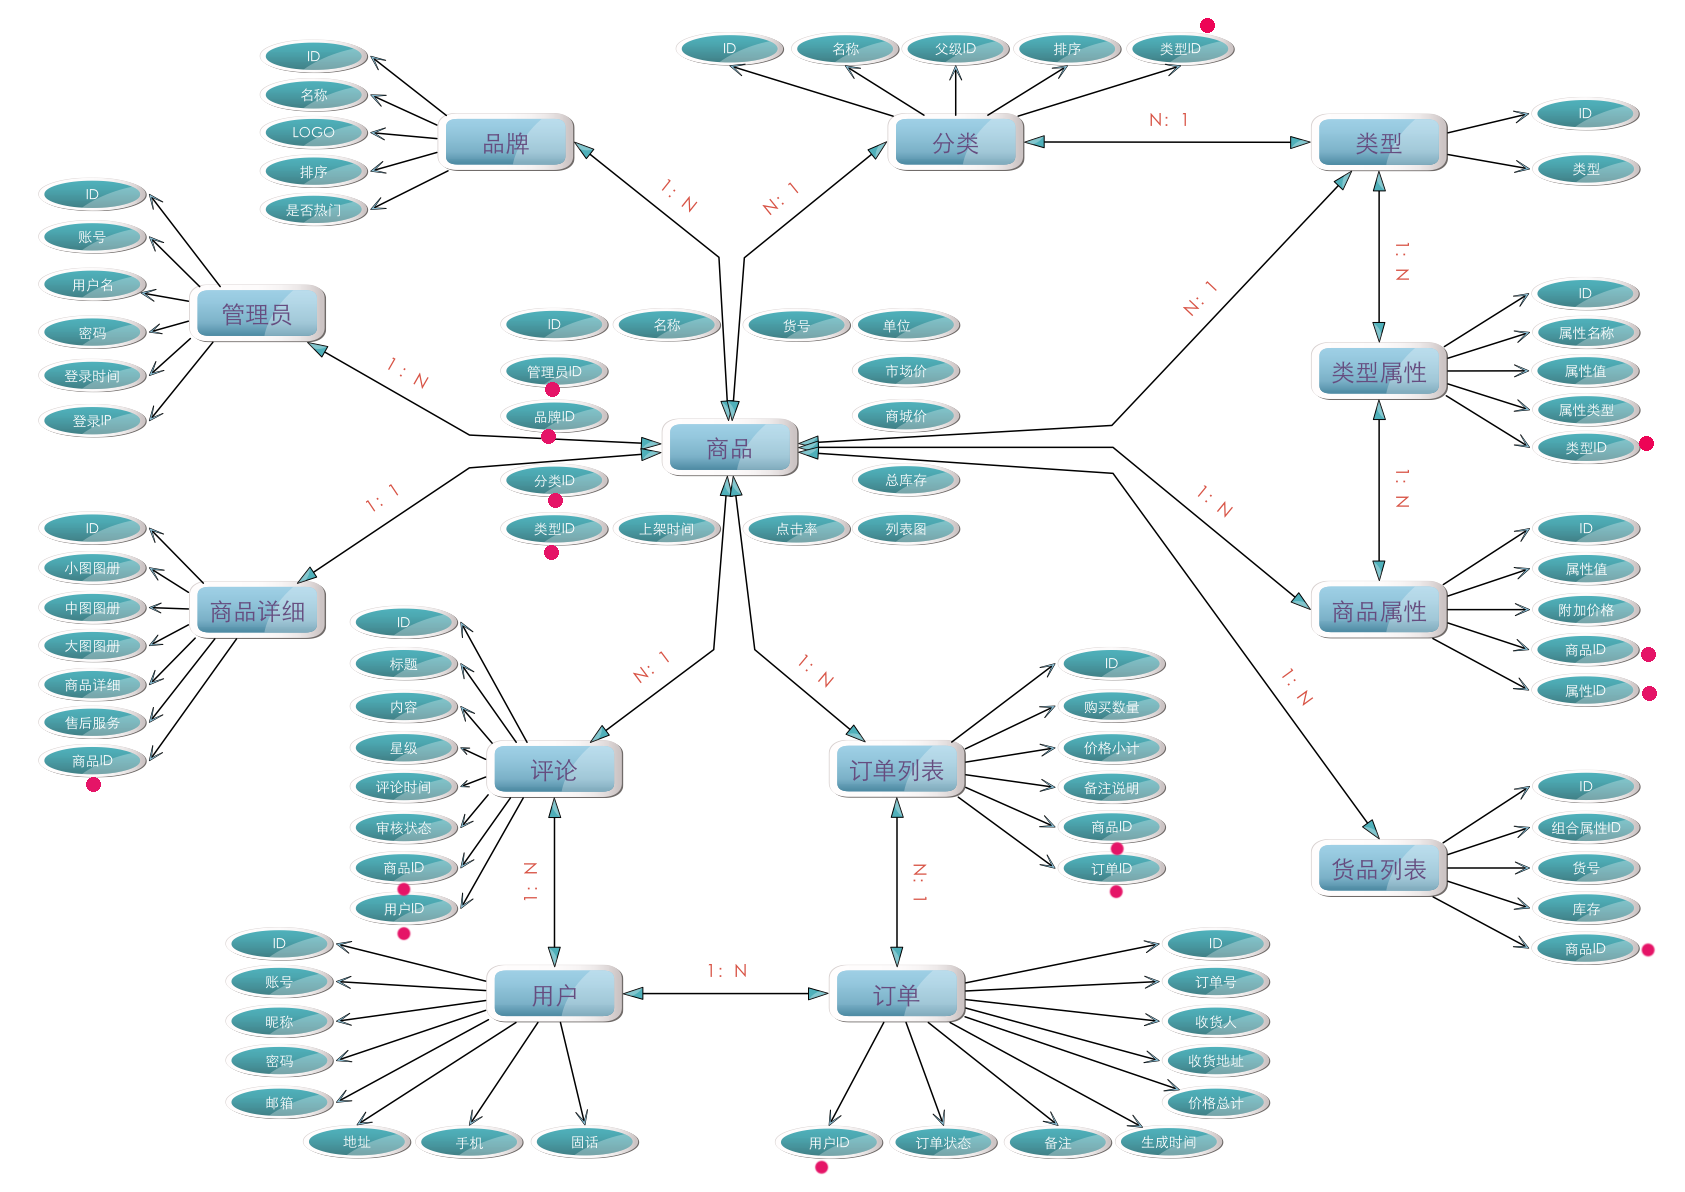 ID
名称
LOGO
排序
是否热门
品牌
ID
名称
父级ID
排序
类型ID
分类
N: 1
类型
ID
类型
1: N
N: 1
N: 1
1: N
ID
账号
用户名
密码
登录时间
登录IP
管理员
1: N
ID
名称
货号
单位
管理员ID
市场价
品牌ID
商城价
商品
分类ID
总库存
类型ID
上架时间
点击率
列表图
类型属性
ID
属性名称
属性值
属性类型
类型ID
1: N
1: 1
1: N
ID
小图图册
中图图册
大图图册
商品详细
售后服务
商品ID
商品详细
商品属性
ID
属性值
附加价格
商品ID
属性ID
N: 1
1: N
1: N
ID
标题
内容
星级
评论时间
审核状态
商品ID
用户ID
评论
订单列表
ID
购买数量
价格小计
备注说明
商品ID
订单ID
货品列表
ID
组合属性ID
货号
库存
商品ID
N: 1
N: 1
ID
账号
昵称
密码
邮箱
地址
手机
固话
用户
1: N
订单
ID
订单号
收货人
收货地址
价格总计
用户ID
订单状态
备注
生成时间